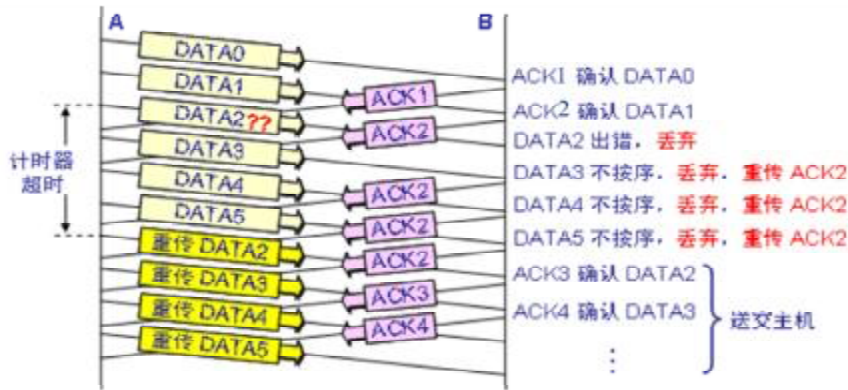 A
B
DATA0
DATA1
DATA2??
DATA3
DATA4
DATA5
重传 DATA2
重传 DATA3
重传 DATA4
重传 DATA5
计时器
超时
ACK1
ACK2
ACK2
ACK2
ACK2
ACK3
ACK4
ACK1 确认 DATA0
ACK2 确认 DATA1
DATA2 出错，丢弃
DATA3 不按序，丢弃，重传 ACK2
DATA4 不按序，丢弃，重传 ACK2
DATA5 不按序，丢弃，重传 ACK2
ACK3 确认 DATA2
ACK4 确认 DATA3
⋮
送交主机